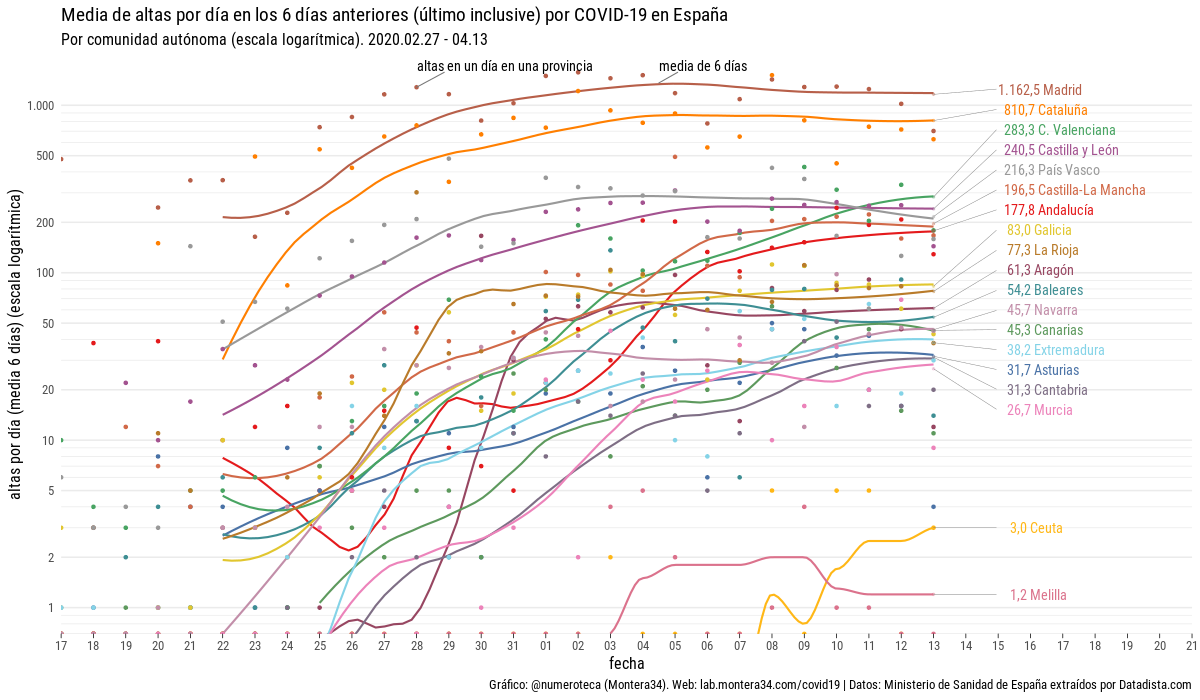 Media de altas por día en los 6 días anteriores (último inclusive) por COVID-19 en España
Por comunidad autónoma (escala logarítmica). 2020.02.27 - 04.13
altas en un día en una provincia
media de 6 días
altas por día (media 6 días) (escala logarítmica)
1.000
500
200
100
50
20
10
5
2
1
1.162,5 Madrid
810,7 Cataluña
283,3 C. Valenciana
240,5 Castilla y León
216,3 País Vasco
196,5 Castilla-La Mancha
177,8 Andalucía
83,0 Galicia
77,3 La Rioja
61,3 Aragón
54,2 Baleares
45,7 Navarra
45,3 Canarias
38,2 Extremadura
31,7 Asturias
31,3 Cantabria
26,7 Murcia
3,0 Ceuta
1,2 Melilla
17 18 19 20 21 22 23 24 25 26 27 28 29 30 31 01 02 03 04 05 06 07 08 09 10 11 12 13 14 15 16 17 18 19 20 21
fecha
Gráfico: @numeroteca (Montera34). Web: lab.montera34.com/covid19 | Datos: Ministerio de Sanidad de España extraídos por Datadista.com